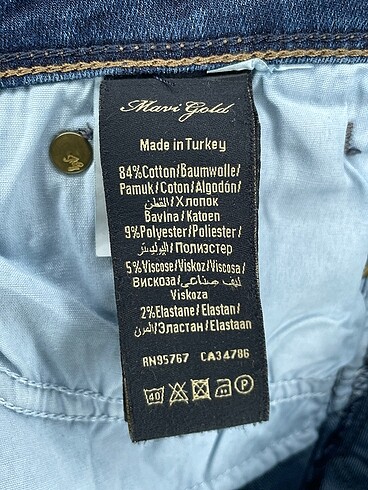 Mavi Gold
Made in Turkey
84%Cotton/Baumwolle/
Pamuk/Coton/Algodón/
القطن/Хлопок
Bavlna/Katoen
9%Polyester/Poliester/
البوليستر/Полиэстер
5%Viscose/Viskoz/Viscosa/
Вискоза/ليف صناعي/
Viskoza
2%Elastane/Elastan/
المرن/Эластан/Elastaan
RN95767 CA34786
40 P